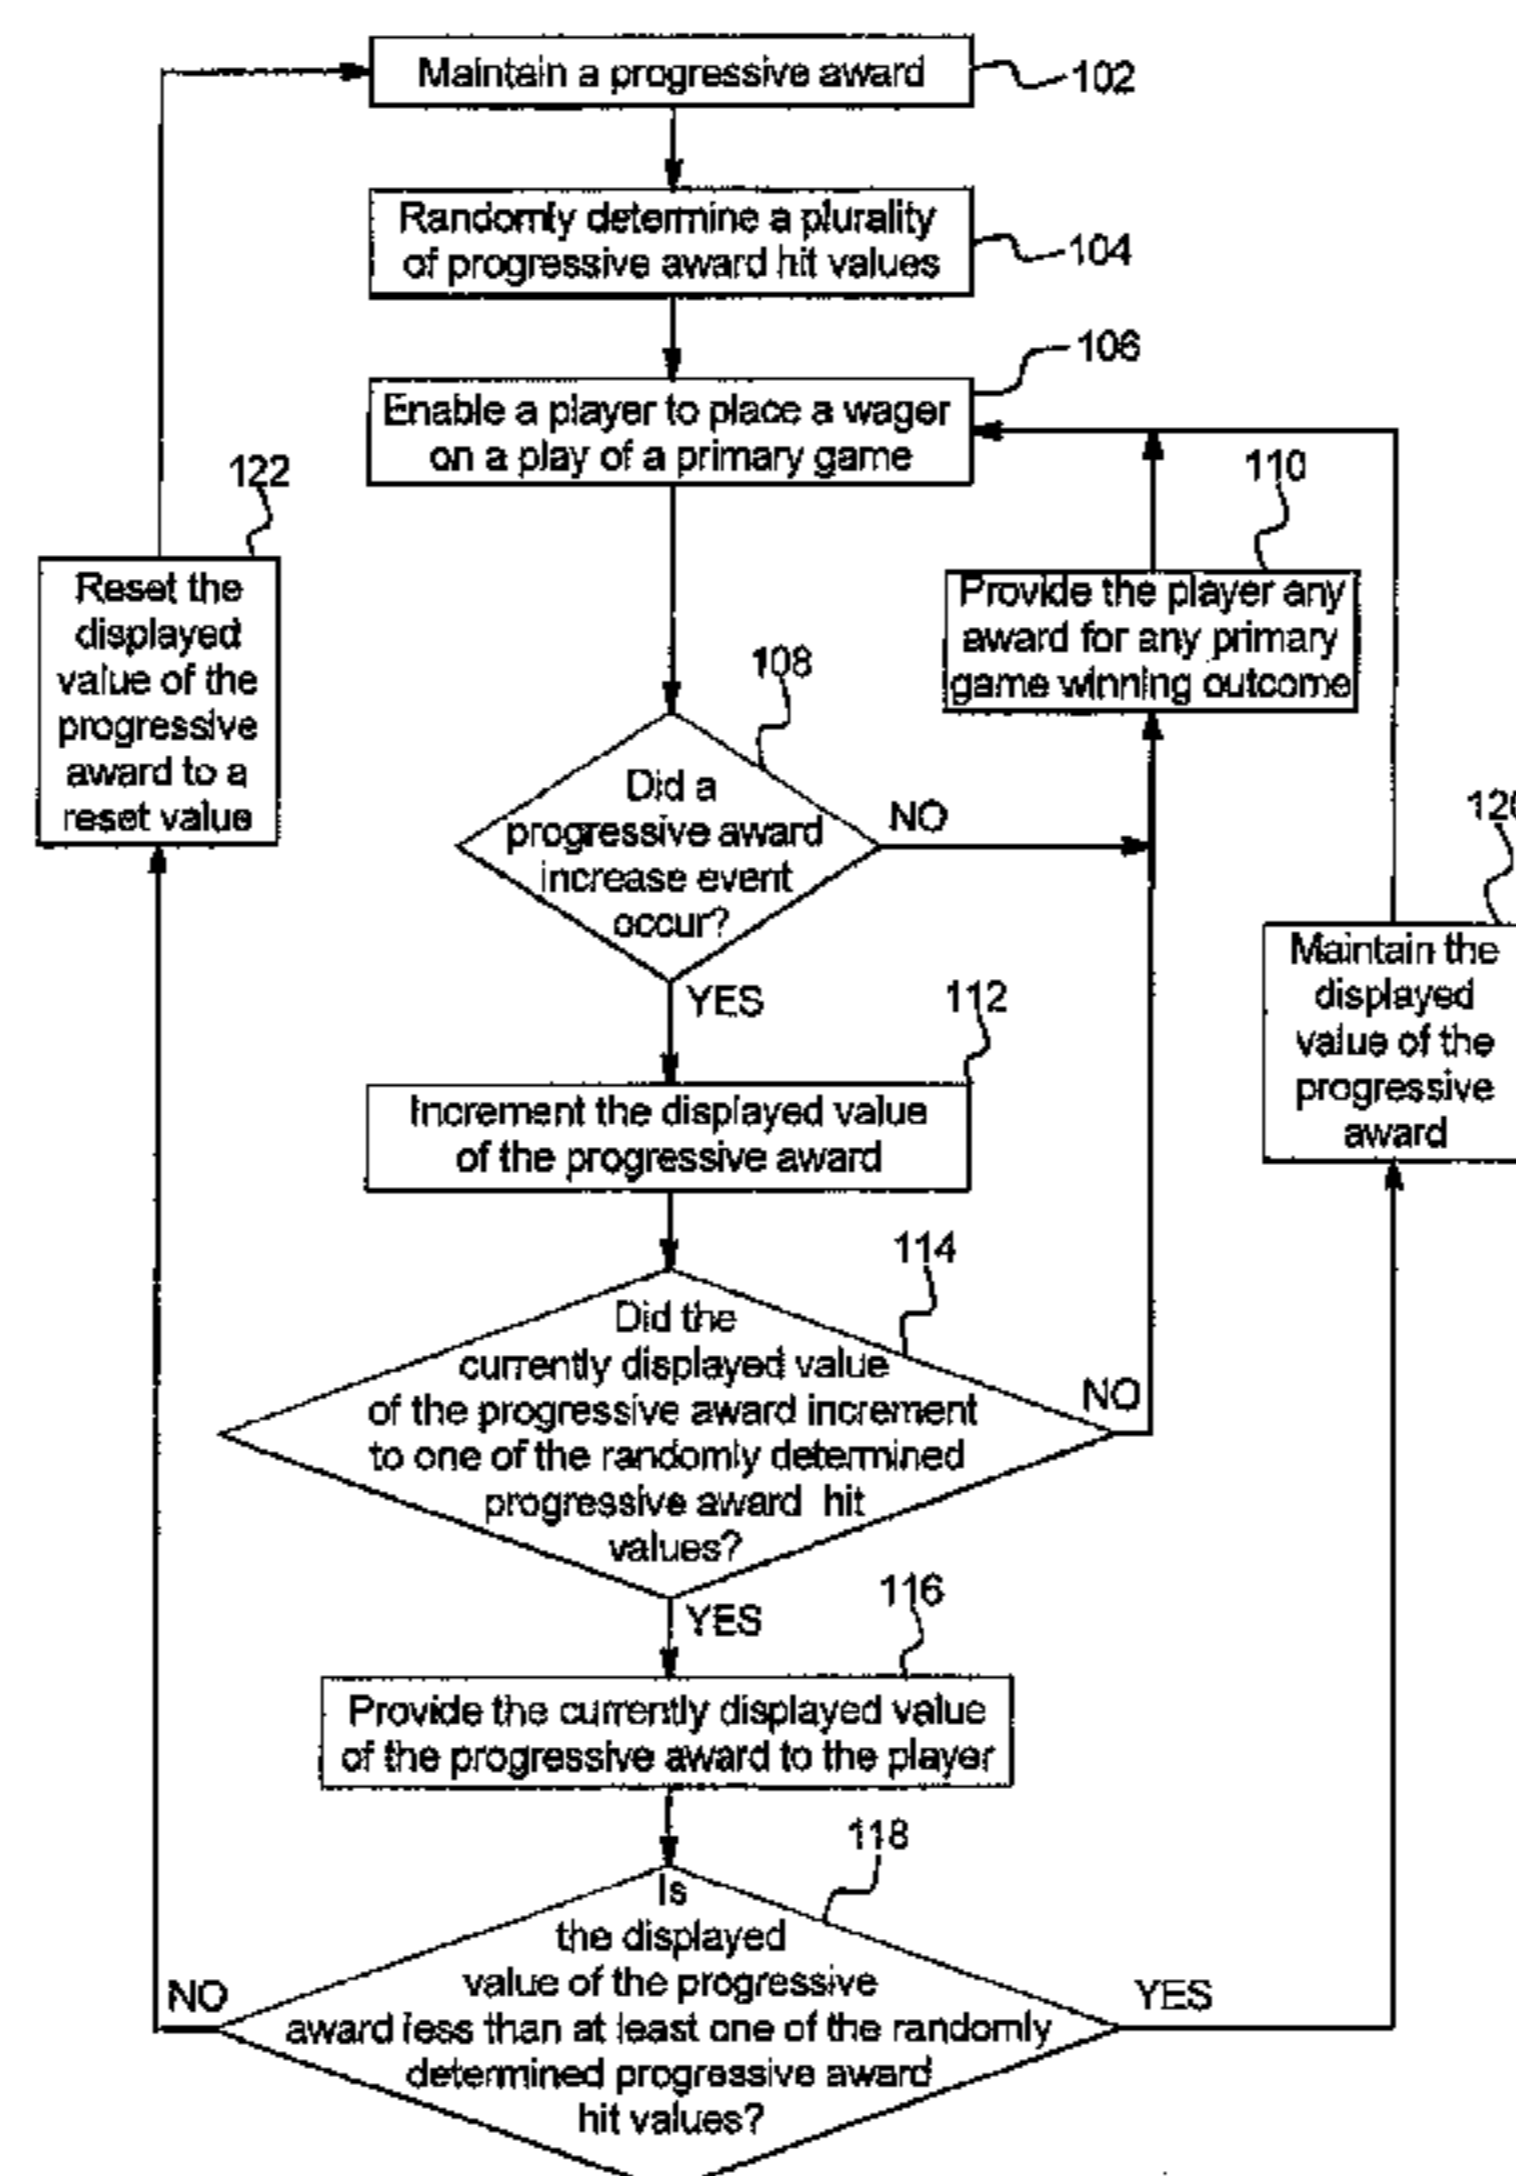 Maintain a progressive award
102
Randomly determine a plurality
of progressive award hit values
104
106
Enable a player to place a wager
on a play of a primary game
122
110
Reset the
displayed
value of the
progressive
award to a
reset value
Provide the player any
award for any primary
game winning outcome
108
Did a
progressive award
increase event
occur?
NO
YES
Maintain the
displayed
value of the
progressive
award
112
Increment the displayed value
of the progressive award
114
Did the
currently displayed value
of the progressive award increment
to one of the randomly determined
progressive award hit
values?
NO
YES
116
Provide the currently displayed value
of the progressive award to the player
118
Is
the displayed
value of the progressive
award less than at least one of the randomly
determined progressive award
hit values?
NO
YES